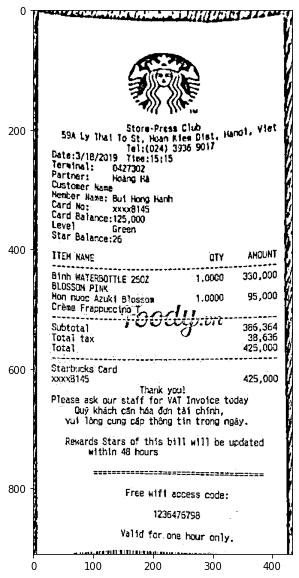 0
200
400
600
800
0
100
200
300
400
Store-Press Club
59A Ly Thai To St, Hoan Kiem Dist, Hanoi, Viet
Tel:(024) 3936 9017
Date:3/18/2019 Time:15:15
Terminal: 0427302
Partner: Hoàng Hà
Customer Name
Member Name: Bui Hong Hanh
Card No: xxxx8145
Card Balance:125,000
Level Green
Star Balance:26
ITEM NAME QTY AMOUNT
Binh WATERBOTTLE 25OZ 1.0000 330,000
BLOSSOM PINK
Hon nuoc Azuki Blossom 1.0000 95,000
Crème Frappuccino T
foody.vn
Subtotal 386,364
Total tax 38,636
Total 425,000
Starbucks Card
xxxx8145 425,000
Thank you!
Please ask our staff for VAT Invoice today
Quý khách cần hóa đơn tài chính,
vui lòng cung cấp thông tin trong ngày.
Rewards Stars of this bill will be updated
within 48 hours
Free wifi access code:
1236476798
Valid for one hour only.